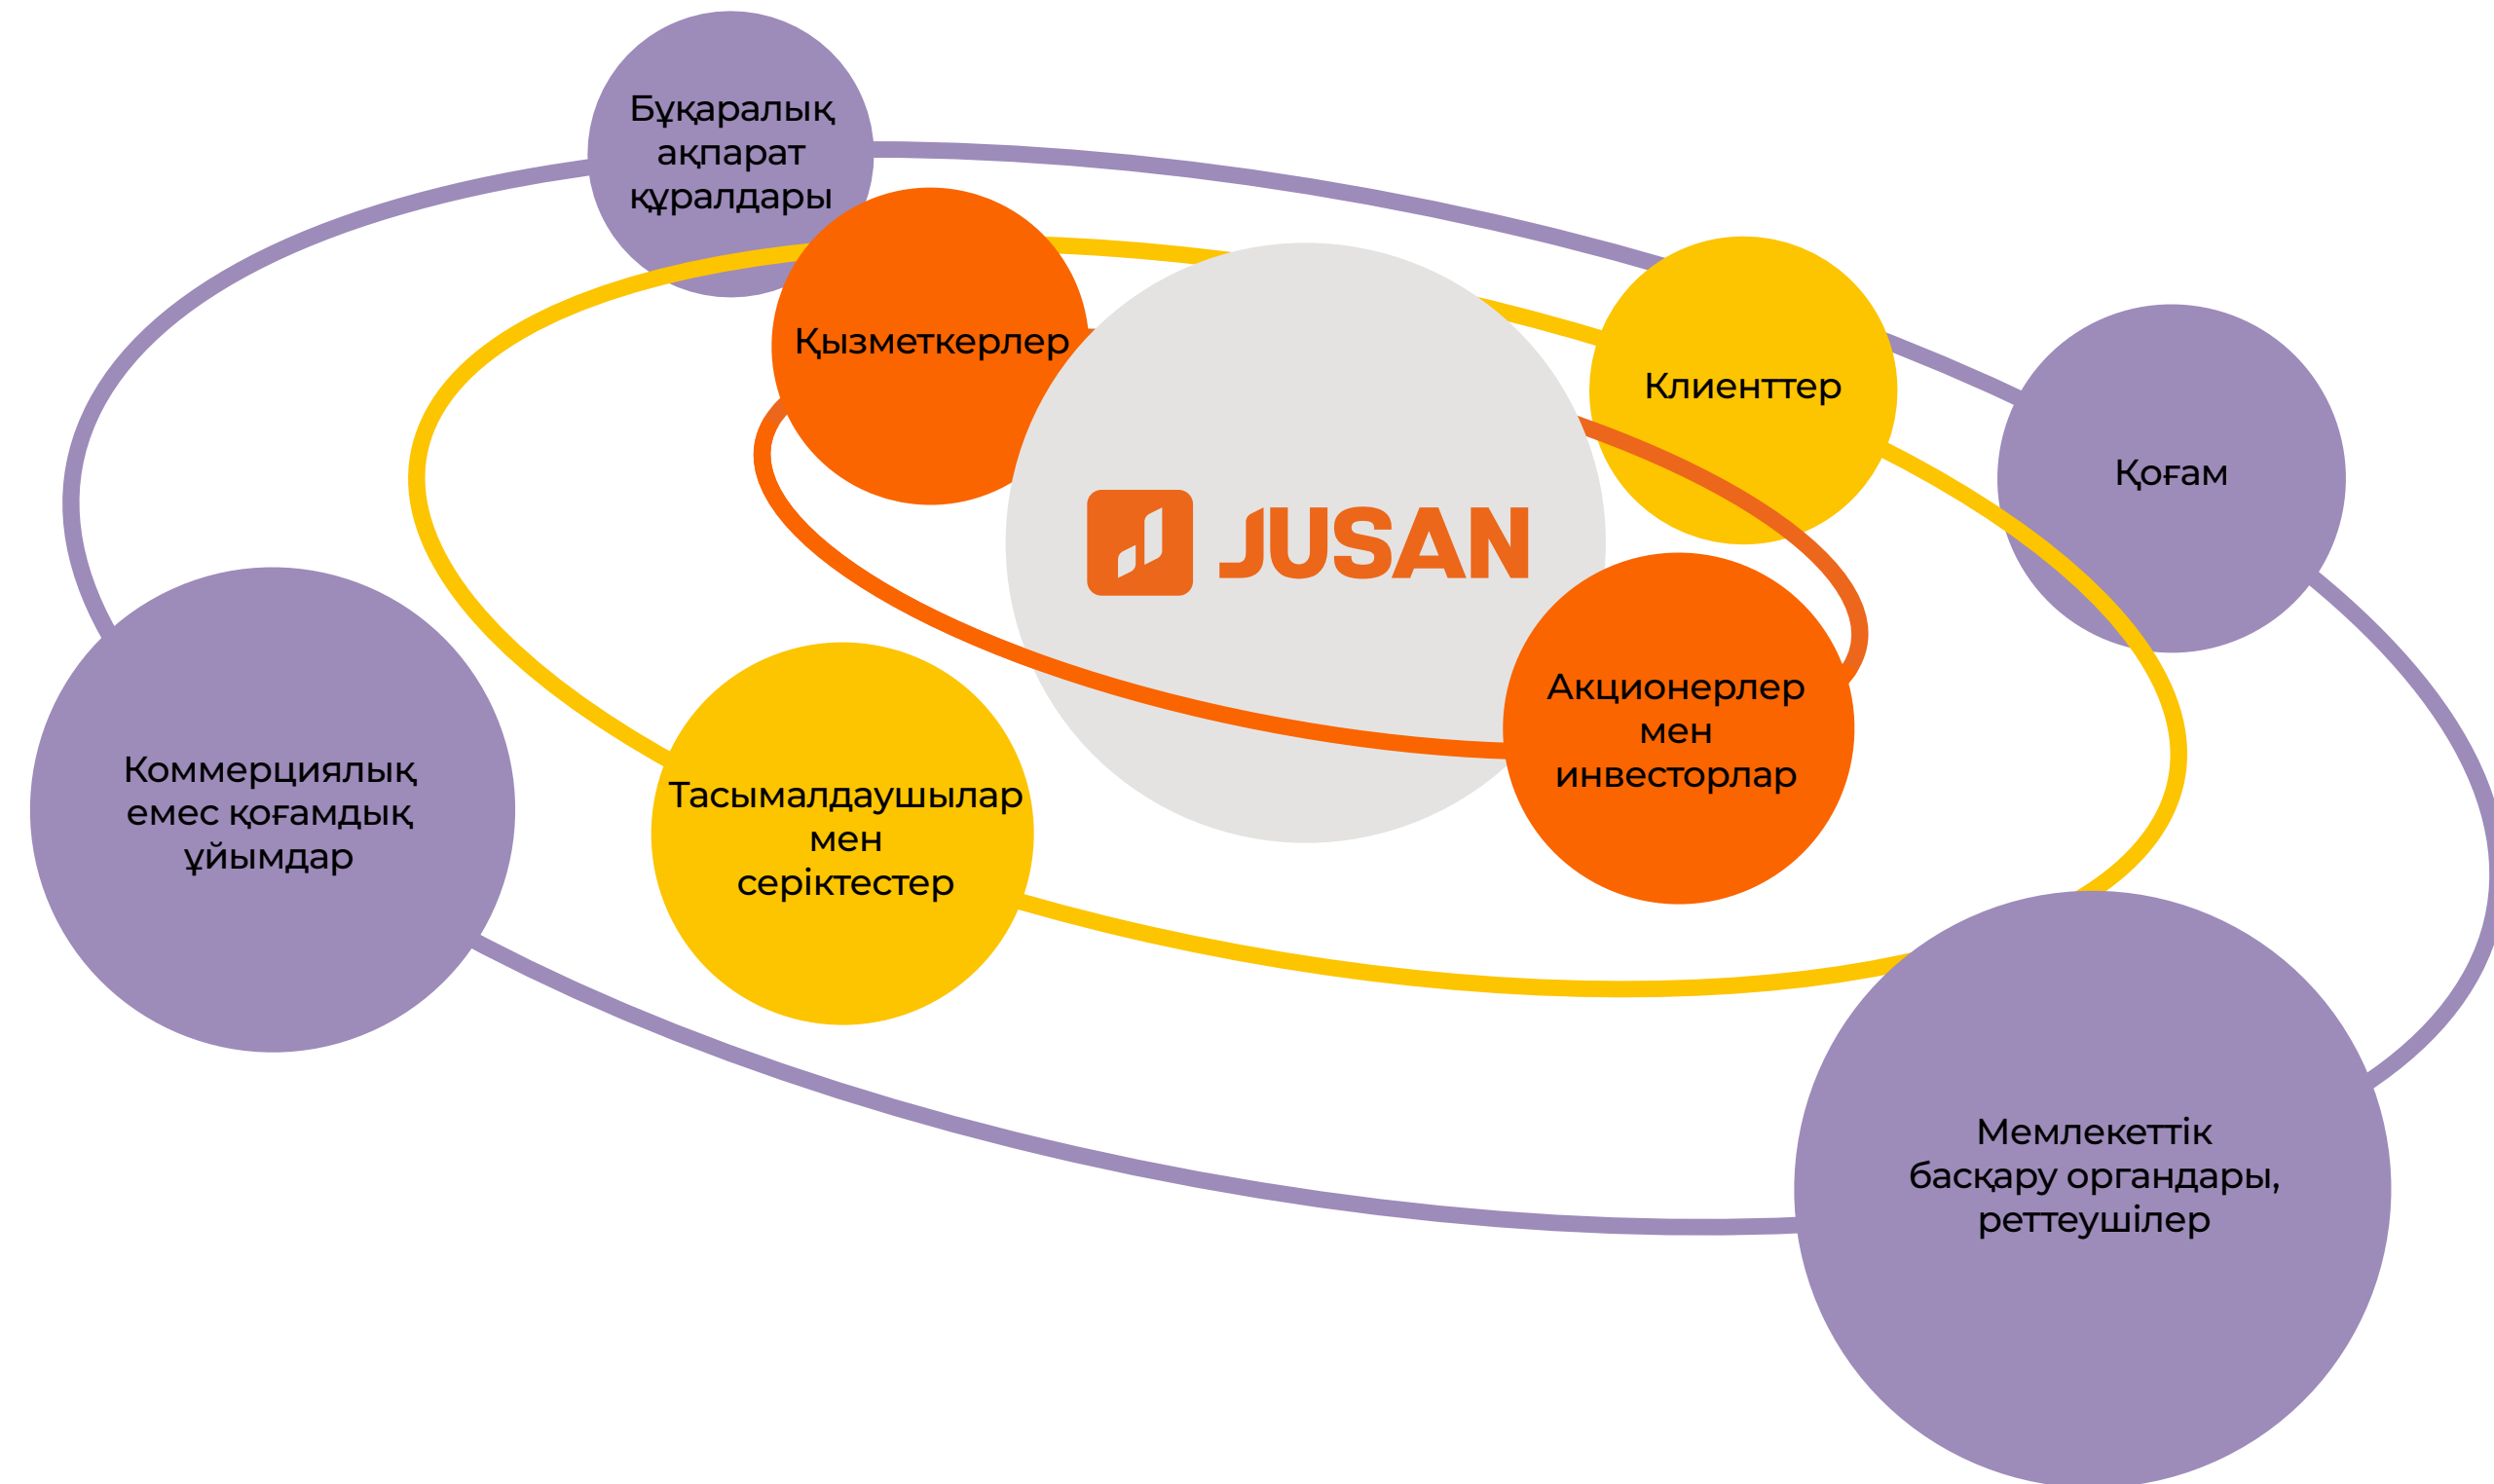 Бұқаралық
ақпарат
құралдары
Қызметкерлер
Клиенттер
Қоғам
JUSAN
Акционерлер
мен
инвесторлар
Коммерциялық
емес қоғамдық
ұйымдар
Тасымалдаушылар
мен
серіктестер
Мемлекеттік
басқару органдары,
реттеушілер